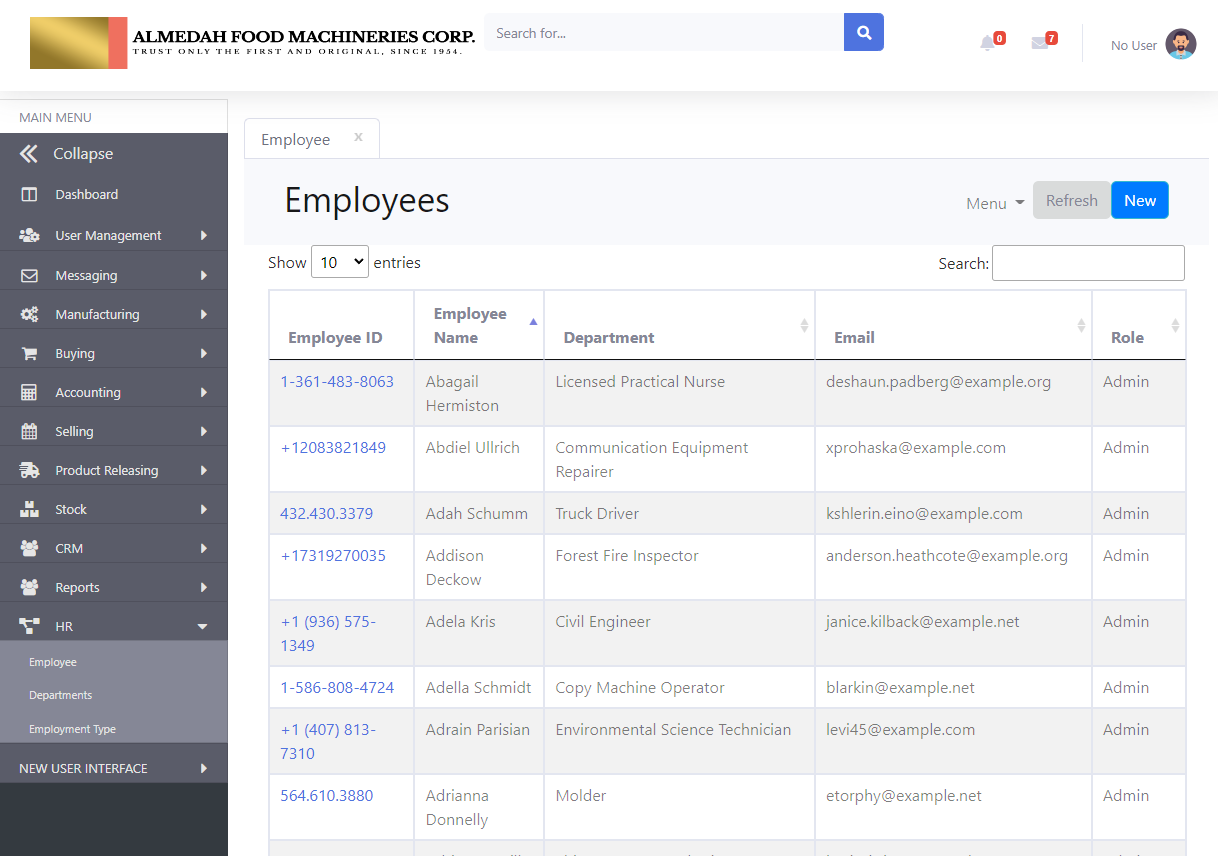 ALMEDAH FOOD MACHINERIES CORP.
TRUST ONLY THE FIRST AND ORIGINAL, SINCE 1954.
Search for...
0
7
No User
MAIN MENU
Collapse
Dashboard
User Management
Messaging
Manufacturing
Buying
Accounting
Selling
Product Releasing
Stock
CRM
Reports
HR
Employee
Departments
Employment Type
NEW USER INTERFACE
Employee x
Employees
Menu Refresh New
Show 10 entries
Search:
Employee ID Employee Name Department Email Role
1-361-483-8063 Abagail Hermiston Licensed Practical Nurse deshaun.padberg@example.org Admin
+12083821849 Abdiel Ullrich Communication Equipment Repairer xprohaska@example.com Admin
432.430.3379 Adah Schumm Truck Driver kshlerin.eino@example.com Admin
+17319270035 Addison Deckow Forest Fire Inspector anderson.heathcote@example.org Admin
+1 (936) 575-1349 Adela Kris Civil Engineer janice.kilback@example.net Admin
1-586-808-4724 Adella Schmidt Copy Machine Operator blarkin@example.net Admin
+1 (407) 813-7310 Adrain Parisian Environmental Science Technician levi45@example.com Admin
564.610.3880 Adrianna Donnelly Molder etorphy@example.net Admin